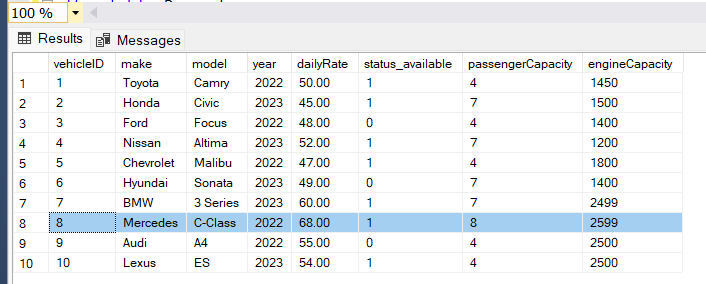 100 %
Results Messages
vehicleID make model year dailyRate status_available passengerCapacity engineCapacity
1 1 Toyota Camry 2022 50.00 1 4 1450
2 2 Honda Civic 2023 45.00 1 7 1500
3 3 Ford Focus 2022 48.00 0 4 1400
4 4 Nissan Altima 2023 52.00 1 7 1200
5 5 Chevrolet Malibu 2022 47.00 1 4 1800
6 6 Hyundai Sonata 2023 49.00 0 7 1400
7 7 BMW 3 Series 2023 60.00 1 7 2499
8 8 Mercedes C-Class 2022 68.00 1 8 2599
9 9 Audi A4 2022 55.00 0 4 2500
10 10 Lexus ES 2023 54.00 1 4 2500